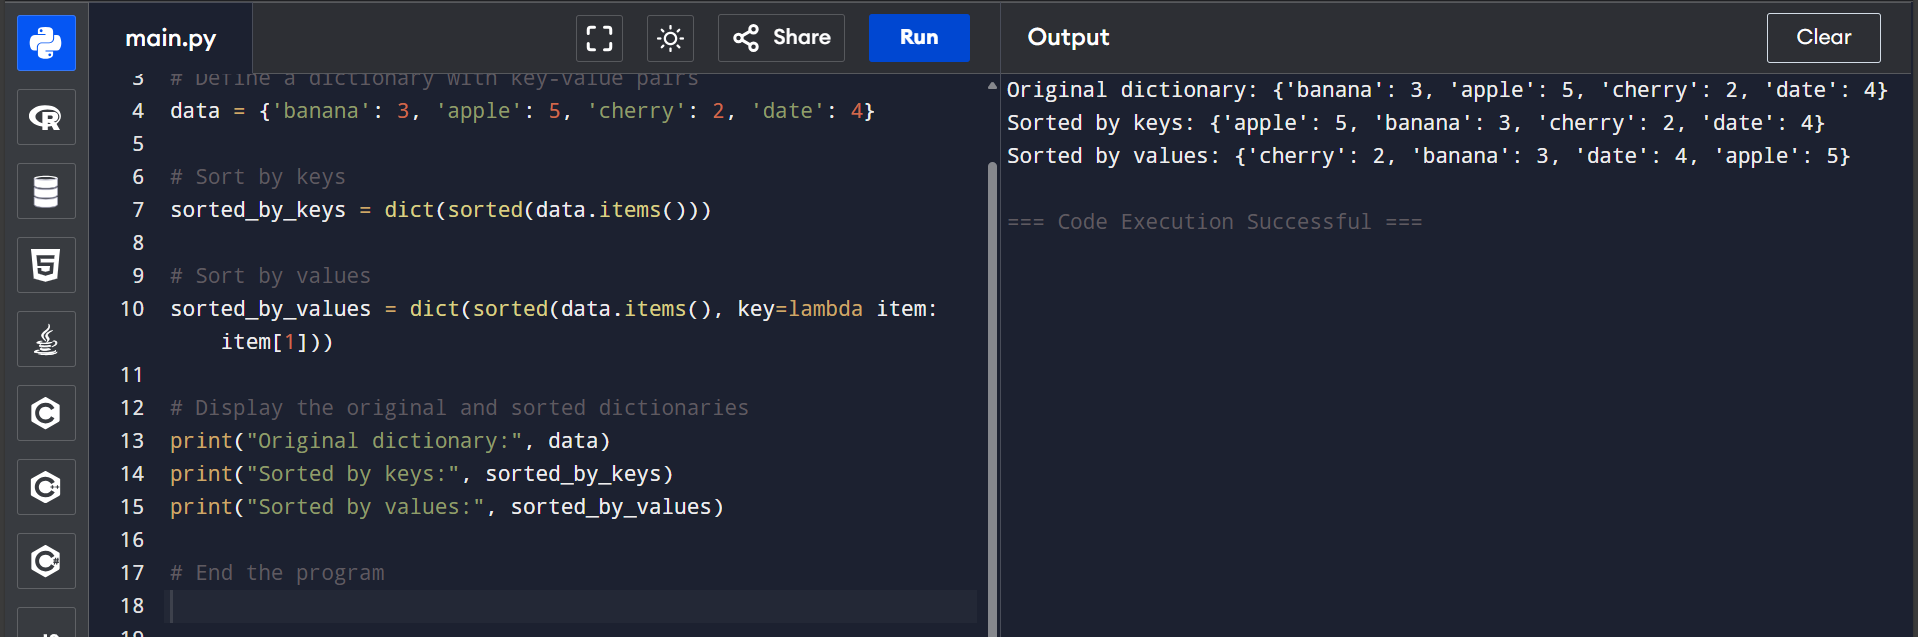 main.py
Share
Run
Output
Clear
3 # Define a dictionary with key-value pairs
4 data = {'banana': 3, 'apple': 5, 'cherry': 2, 'date': 4}
5
6 # Sort by keys
7 sorted_by_keys = dict(sorted(data.items()))
8
9 # Sort by values
10 sorted_by_values = dict(sorted(data.items(), key=lambda item:
item[1]))
11
12 # Display the original and sorted dictionaries
13 print("Original dictionary:", data)
14 print("Sorted by keys:", sorted_by_keys)
15 print("Sorted by values:", sorted_by_values)
16
17 # End the program
18
19
Original dictionary: {'banana': 3, 'apple': 5, 'cherry': 2, 'date': 4}
Sorted by keys: {'apple': 5, 'banana': 3, 'cherry': 2, 'date': 4}
Sorted by values: {'cherry': 2, 'banana': 3, 'date': 4, 'apple': 5}
=== Code Execution Successful ===